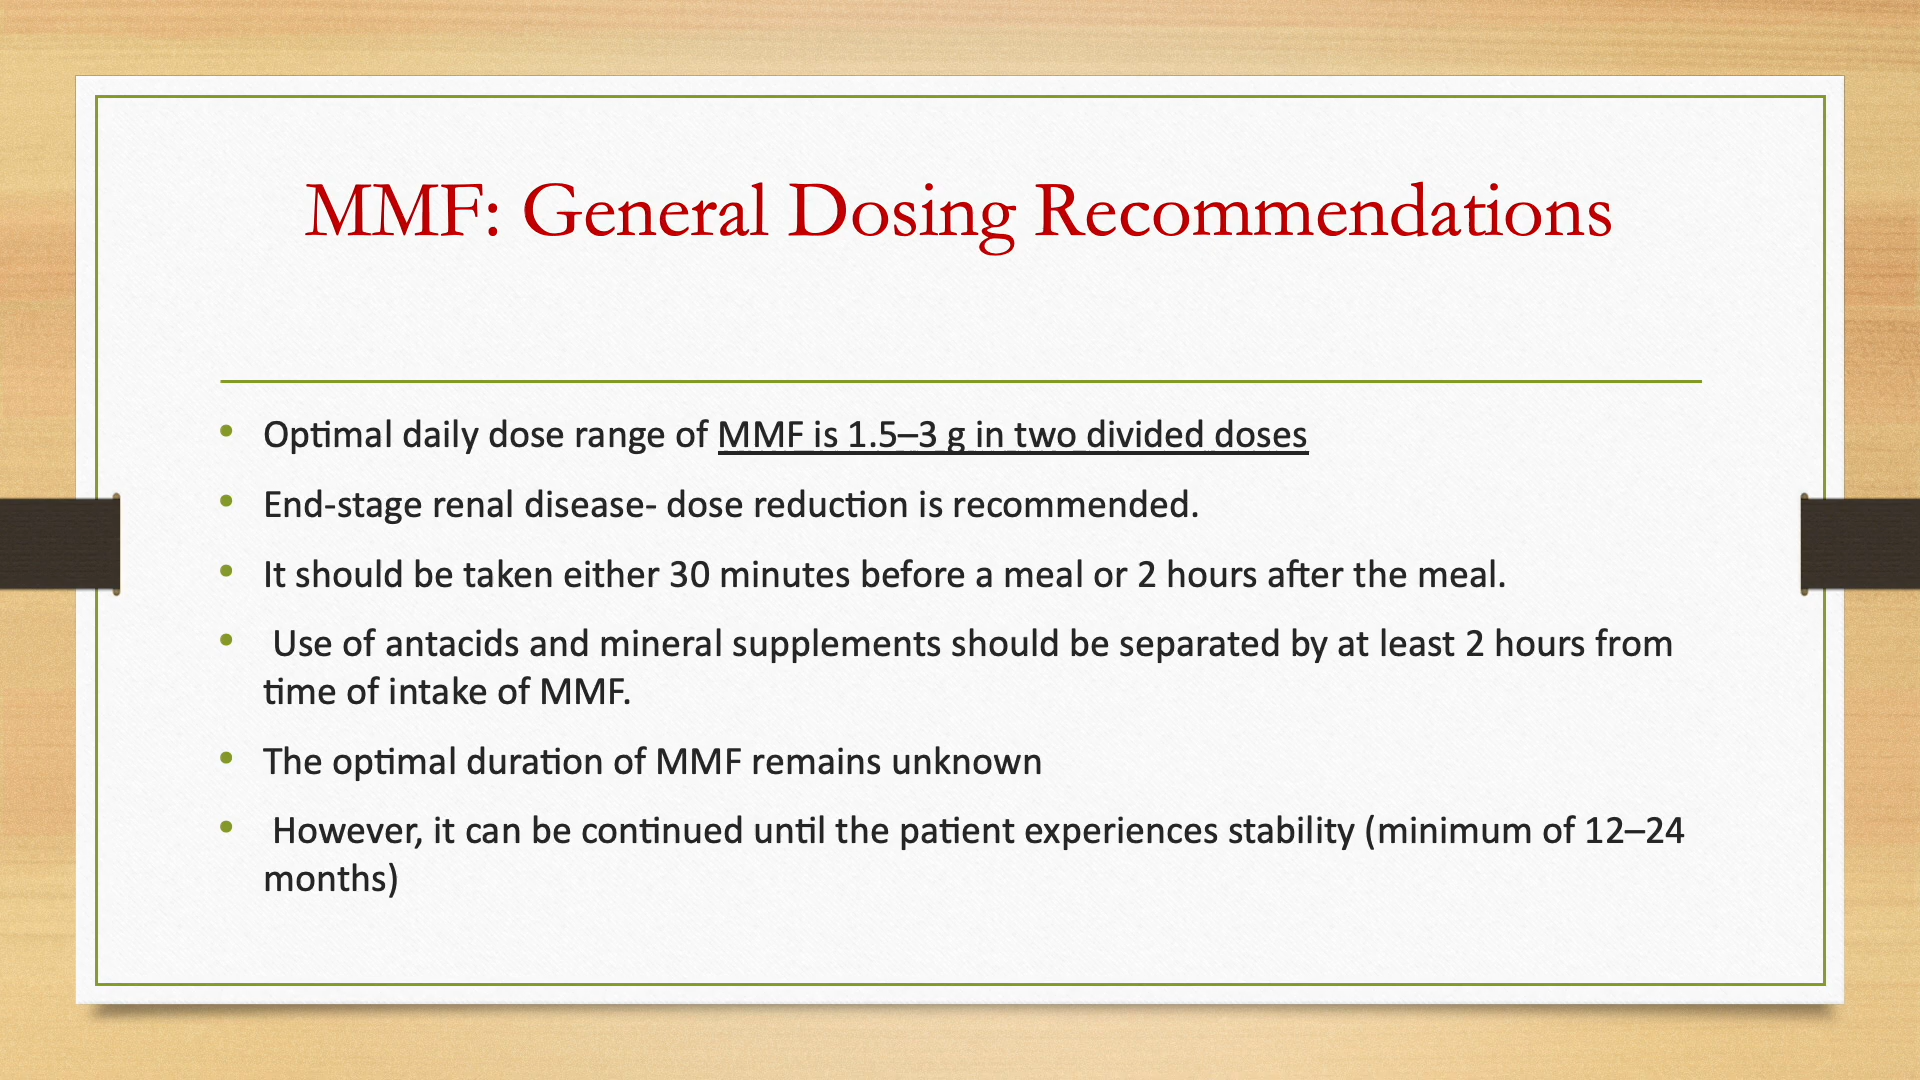 MMF: General Dosing Recommendations
• Optimal daily dose range of MMF is 1.5–3 g in two divided doses
• End-stage renal disease- dose reduction is recommended.
• It should be taken either 30 minutes before a meal or 2 hours after the meal.
• Use of antacids and mineral supplements should be separated by at least 2 hours from
time of intake of MMF.
• The optimal duration of MMF remains unknown
• However, it can be continued until the patient experiences stability (minimum of 12–24
months)